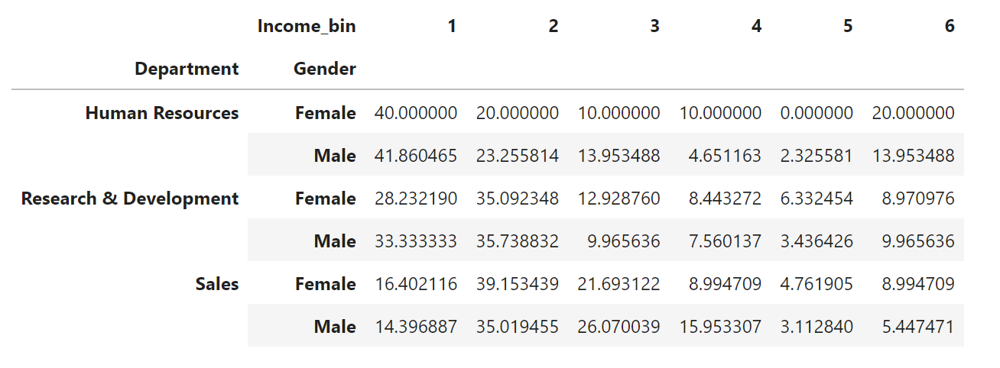 Income_bin 1 2 3 4 5 6
Department Gender
Human Resources Female 40.000000 20.000000 10.000000 10.000000 0.000000 20.000000
Male 41.860465 23.255814 13.953488 4.651163 2.325581 13.953488
Research & Development Female 28.232190 35.092348 12.928760 8.443272 6.332454 8.970976
Male 33.333333 35.738832 9.965636 7.560137 3.436426 9.965636
Sales Female 16.402116 39.153439 21.693122 8.994709 4.761905 8.994709
Male 14.396887 35.019455 26.070039 15.953307 3.112840 5.447471